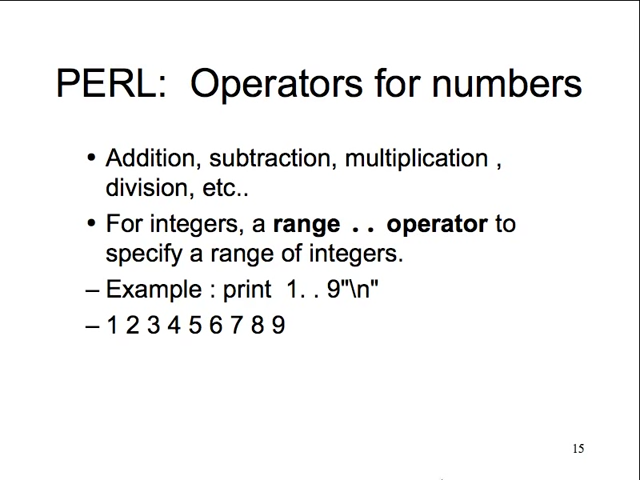 PERL:  Operators for numbers
• Addition, subtraction, multiplication ,
division, etc..
• For integers, a range .. operator to
specify a range of integers.
– Example : print  1. . 9"\n"
– 1 2 3 4 5 6 7 8 9
15